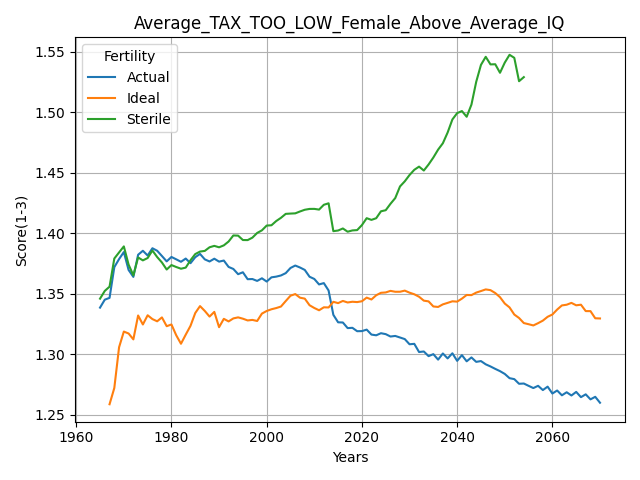 Average_TAX_TOO_LOW_Female_Above_Average_IQ
Fertility
Actual
Ideal
Sterile
Score(1-3)
1.55
1.50
1.45
1.40
1.35
1.30
1.25
1960
1980
2000
2020
2040
2060
Years